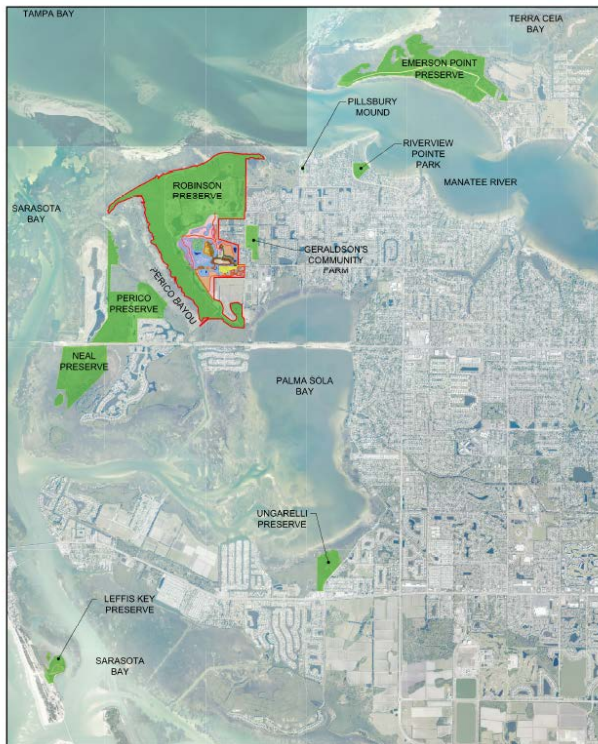 TAMPA BAY
TERRA CEIA
BAY
EMERSON POINT
PRESERVE
PILLSBURY
MOUND
RIVERVIEW
POINTE
PARK
MANATEE RIVER
ROBINSON
PRESERVE
SARASOTA
BAY
GERALDSON'S
COMMUNITY
FARM
PERICO BAYOU
PERICO
PRESERVE
NEAL
PRESERVE
PALMA SOLA
BAY
UNGARELLI
PRESERVE
LEFFIS KEY
PRESERVE
SARASOTA
BAY